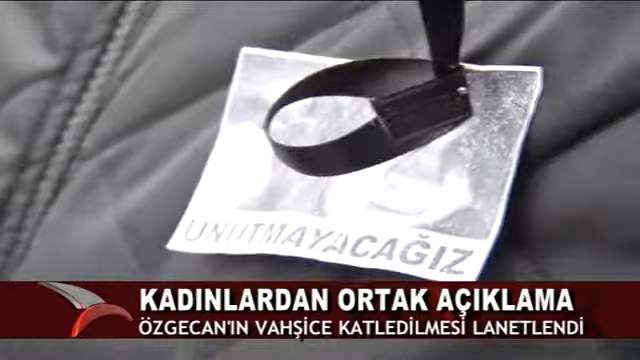 UNUTMAYACAĞIZ
KADINLARDAN ORTAK AÇIKLAMA
ÖZGECAN'IN VAHŞİCE KATLEDİLMESİ LANETLENDİ